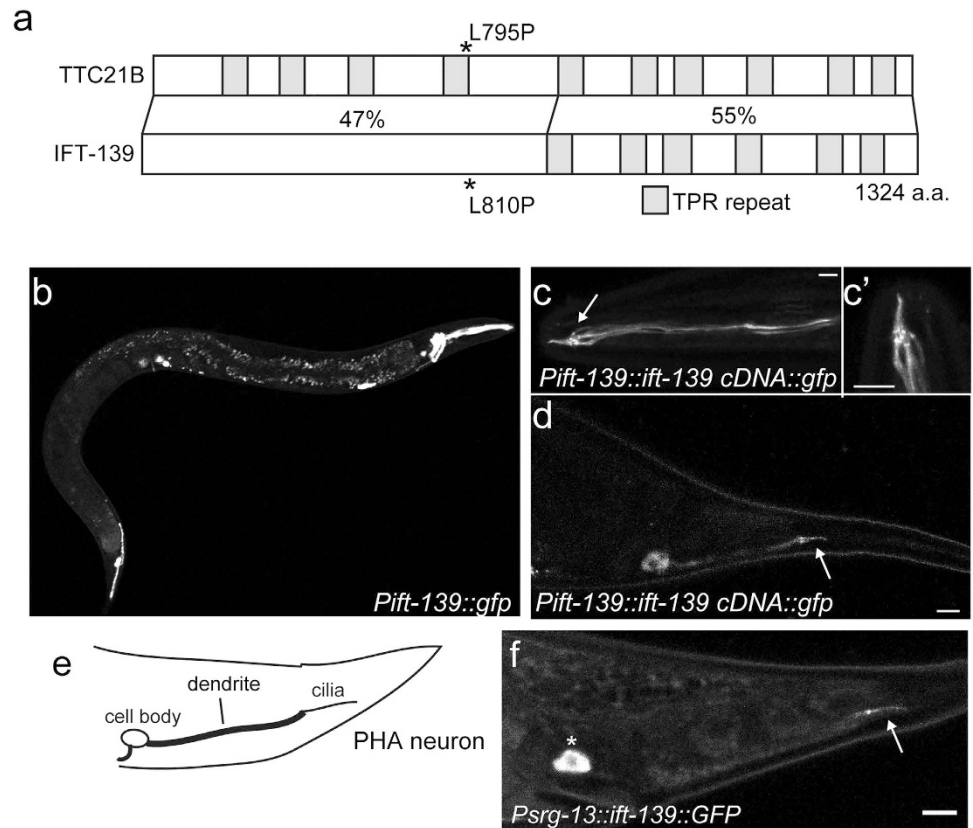 a
* L795P
TTC21B
47% 55%
IFT-139
* L810P
TPR repeat
1324 a.a.
b
Pift-139::gfp
c
Pift-139::ift-139 cDNA::gfp
c'
d
Pift-139::ift-139 cDNA::gfp
e
cell body
dendrite
cilia
PHA neuron
f
*
Psrg-13::ift-139::GFP